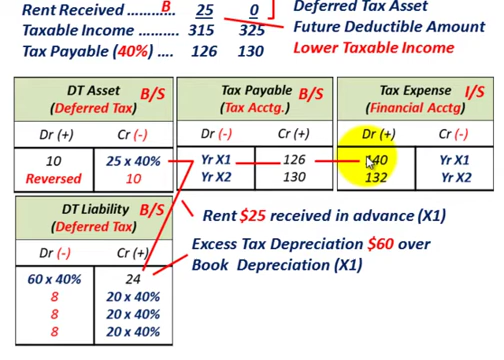 Rent Received ........... B 25 0
Deferred Tax Asset
Taxable Income .......... 315 325
Future Deductible Amount
Tax Payable (40%) .... 126 130
Lower Taxable Income
DT Asset B/S
(Deferred Tax)
Dr (+) Cr (-)
10 25 x 40%
Reversed 10
Tax Payable B/S
(Tax Acctg.)
Dr (-) Cr (+)
Yr X1 126
Yr X2 130
Tax Expense I/S
(Financial Acctg)
Dr (+) Cr (-)
140 Yr X1
132 Yr X2
DT Liability B/S
(Deferred Tax)
Dr (-) Cr (+)
60 x 40% 24
8 20 x 40%
8 20 x 40%
8 20 x 40%
Rent $25 received in advance (X1)
Excess Tax Depreciation $60 over
Book Depreciation (X1)